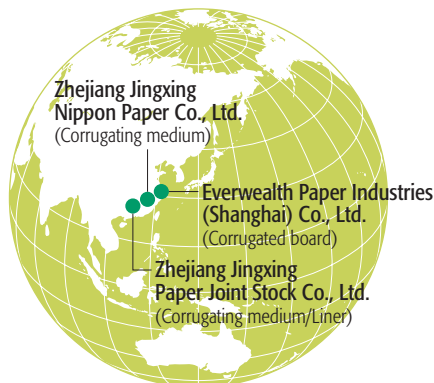 Zhejiang Jingxing
Nippon Paper Co., Ltd.
(Corrugating medium)
Everwealth Paper Industries
(Shanghai) Co., Ltd.
(Corrugated board)
Zhejiang Jingxing
Paper Joint Stock Co., Ltd.
(Corrugating medium/Liner)